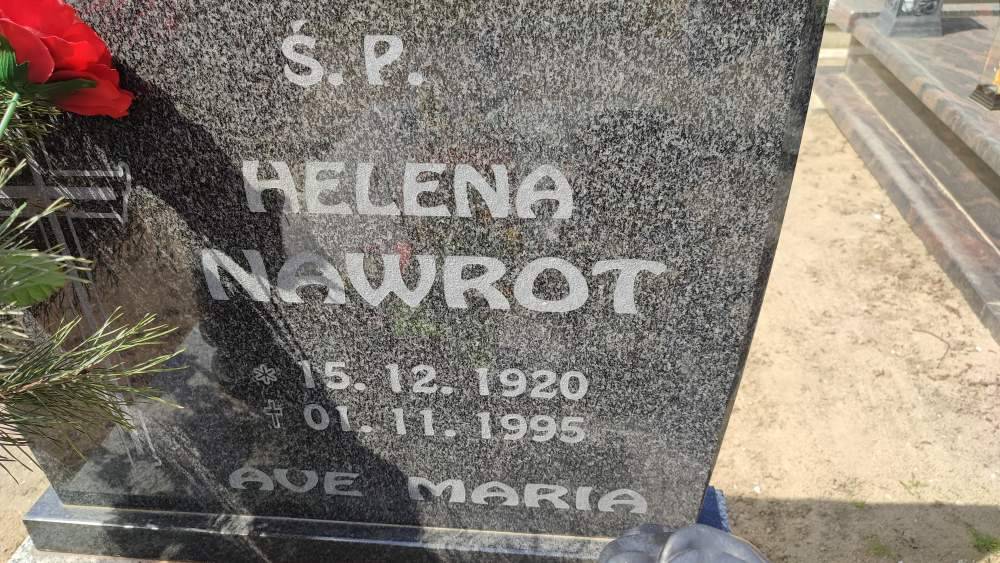 Ś. P.
HELENA
NAWROT
15. 12. 1920
01. 11. 1995
AVE MARIA